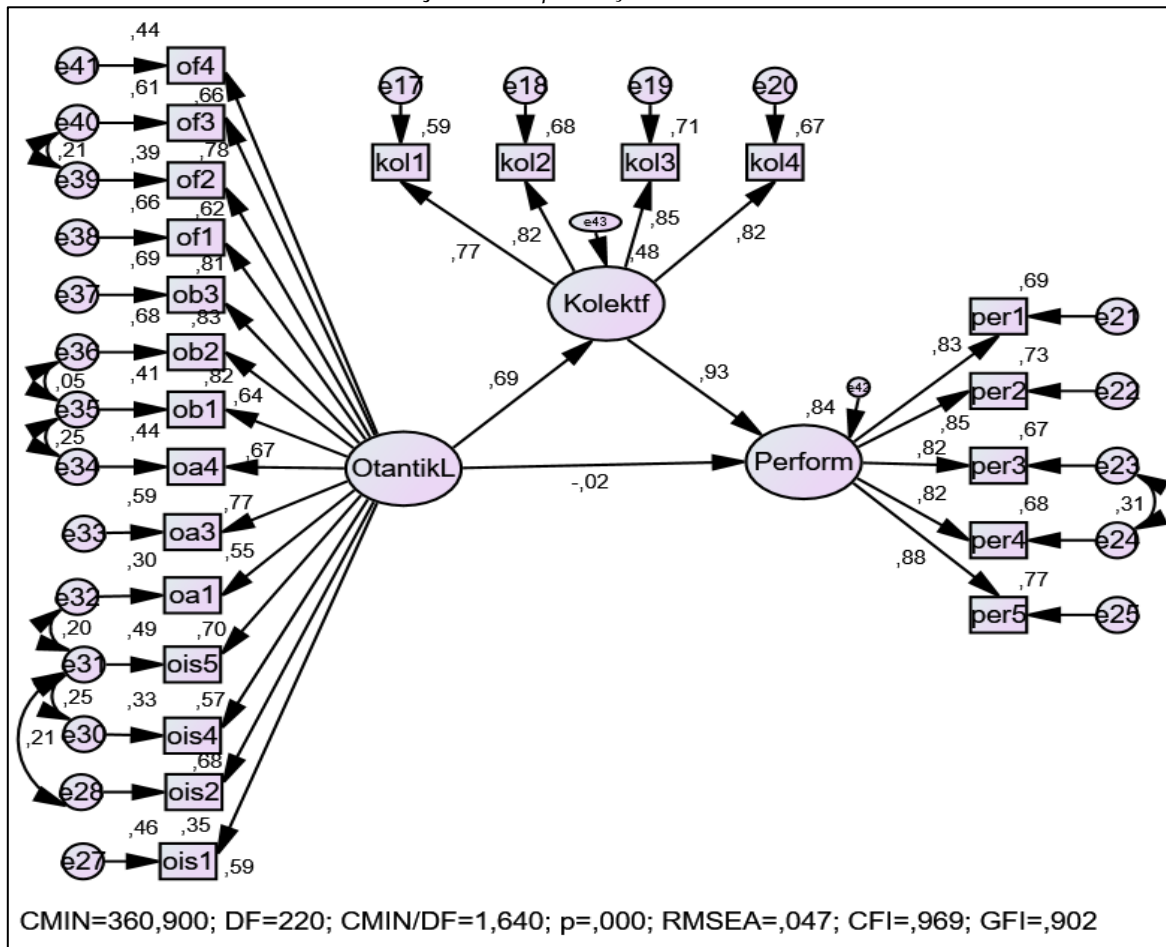 ,44
e41 of4
,61 ,66
e40 of3
,21 ,39 ,78
e39 of2
,66 ,62
e38 of1
,69 ,81
e37 ob3
,68 ,83
e36 ob2
,05 ,41 ,82 ,64
e35 ob1
,25 ,44 ,67
e34 oa4
,59 ,77
e33 oa3
,30 ,55
e32 oa1
,20 ,49 ,70
e31 ois5
,25 ,33 ,57
e30 ois4
,21 ,68
e28 ois2
,46 ,35
e27 ois1 ,59
OtantikL
e17 e18 e19 e20
,59 ,68 ,71 ,67
kol1 kol2 kol3 kol4
,77 ,82 ,85 ,82
e43
,48
Kolektf
,69 ,93
-,02
e42
,84
Perform
,69
per1 e21
,83 ,73
per2 e22
,85 ,67
,82 per3 e23
,82 ,68 ,31
per4 e24
,88 ,77
per5 e25
CMIN=360,900; DF=220; CMIN/DF=1,640; p=,000; RMSEA=,047; CFI=,969; GFI=,902